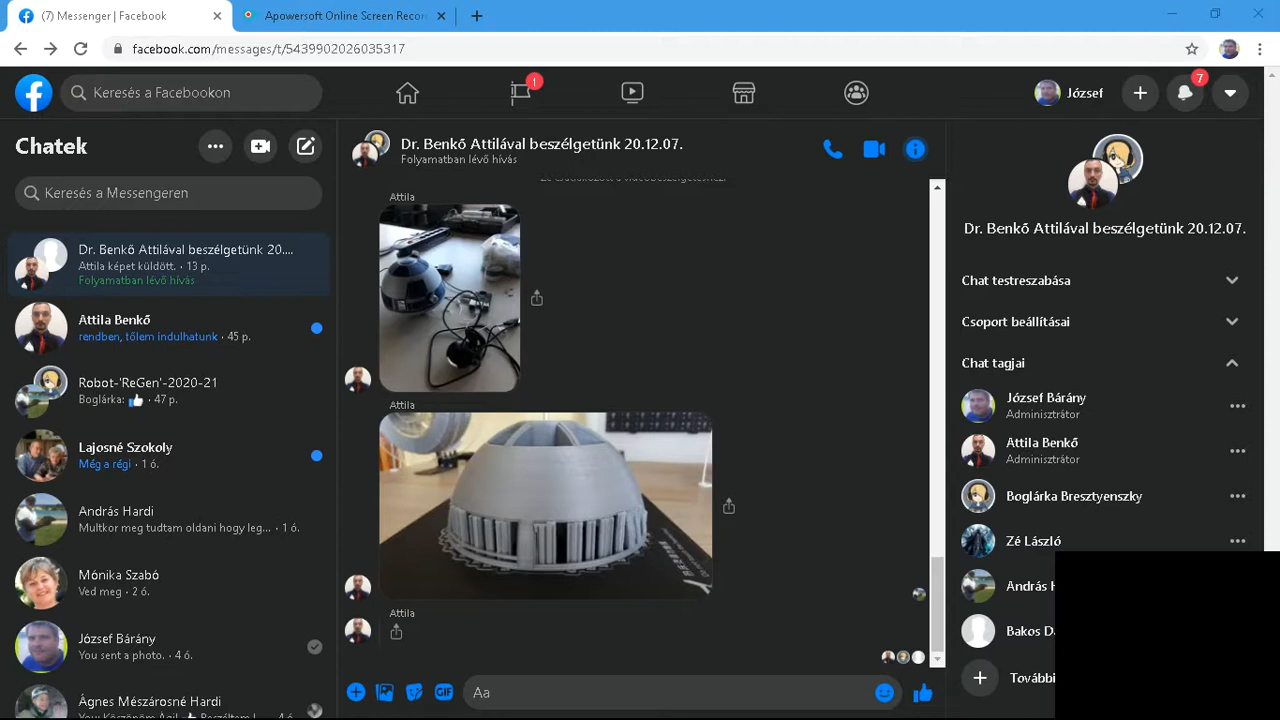 (7) Messenger | Facebook
Apowersoft Online Screen Recor
facebook.com/messages/t/5439902026035317
Keresés a Facebookon
1
József
7
Chatek
Keresés a Messengeren
Dr. Benkő Attilával beszélgetünk 20....
Attila képet küldött. · 13 p.
Folyamatban lévő hívás
Attila Benkő
rendben, tőlem indulhatunk · 45 p.
Robot-'ReGen'-2020-21
Boglárka: 👍 · 47 p.
Lajosné Szokoly
Még a régi · 1 ó.
András Hardi
Multkor meg tudtam oldani hogy leg... · 1 ó.
Mónika Szabó
Ved meg · 2 ó.
József Bárány
You sent a photo. · 4 ó.
Ágnes Mészárosné Hardi
Dr. Benkő Attilával beszélgetünk 20.12.07.
Folyamatban lévő hívás
Attila
Attila
Attila
GIF
Aa
Dr. Benkő Attilával beszélgetünk 20.12.07.
Chat testreszabása
Csoport beállításai
Chat tagjai
József Bárány
Adminisztrátor
Attila Benkő
Adminisztrátor
Boglárka Bresztyenszky
Zé László
András H
Bakos D
További